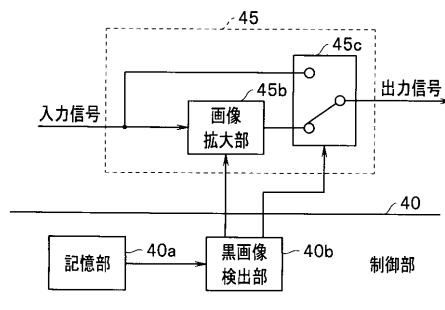 45
45c
入力信号
45b
画像
拡大部
出力信号
40
記憶部
40a
黒画像
検出部
40b
制御部